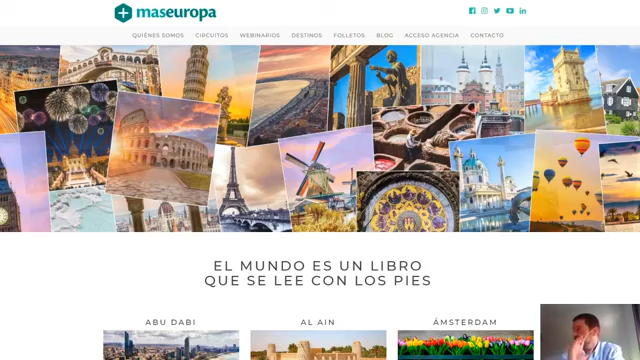 maseuropa
QUIÉNES SOMOS CIRCUITOS WEBINARIOS DESTINOS FOLLETOS BLOG ACCESO AGENCIA CONTACTO
EL MUNDO ES UN LIBRO
QUE SE LEE CON LOS PIES
ABU DABI AL AIN ÁMSTERDAM